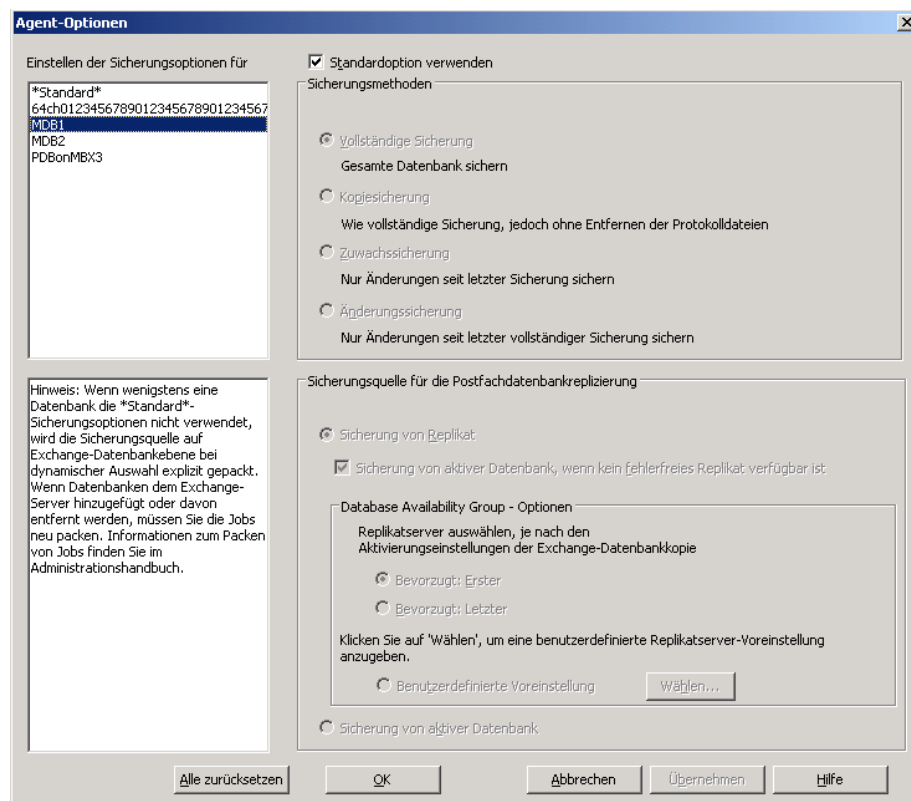 Agent-Optionen
Einstellen der Sicherungsoptionen für
*Standard*
64ch0123456789012345678901234567
MDB1
MDB2
PDBonMBX3
Hinweis: Wenn wenigstens eine
Datenbank die *Standard*-
Sicherungsoptionen nicht verwendet,
wird die Sicherungsquelle auf
Exchange-Datenbankebene bei
dynamischer Auswahl explizit gepackt.
Wenn Datenbanken dem Exchange-
Server hinzugefügt oder davon
entfernt werden, müssen Sie die Jobs
neu packen. Informationen zum Packen
von Jobs finden Sie im
Administrationshandbuch.
Standardoption verwenden
Sicherungsmethoden
Vollständige Sicherung
Gesamte Datenbank sichern
Kopiesicherung
Wie vollständige Sicherung, jedoch ohne Entfernen der Protokolldateien
Zuwachssicherung
Nur Änderungen seit letzter Sicherung sichern
Änderungssicherung
Nur Änderungen seit letzter vollständiger Sicherung sichern
Sicherungsquelle für die Postfachdatenbankreplizierung
Sicherung von Replikat
Sicherung von aktiver Datenbank, wenn kein fehlerfreies Replikat verfügbar ist
Database Availability Group - Optionen
Replikatserver auswählen, je nach den
Aktivierungseinstellungen der Exchange-Datenbankkopie
Bevorzugt: Erster
Bevorzugt: Letzter
Klicken Sie auf 'Wählen', um eine benutzerdefinierte Replikatserver-Voreinstellung
anzugeben.
Benutzerdefinierte Voreinstellung
Wählen...
Sicherung von aktiver Datenbank
Alle zurücksetzen
OK
Abbrechen
Übernehmen
Hilfe